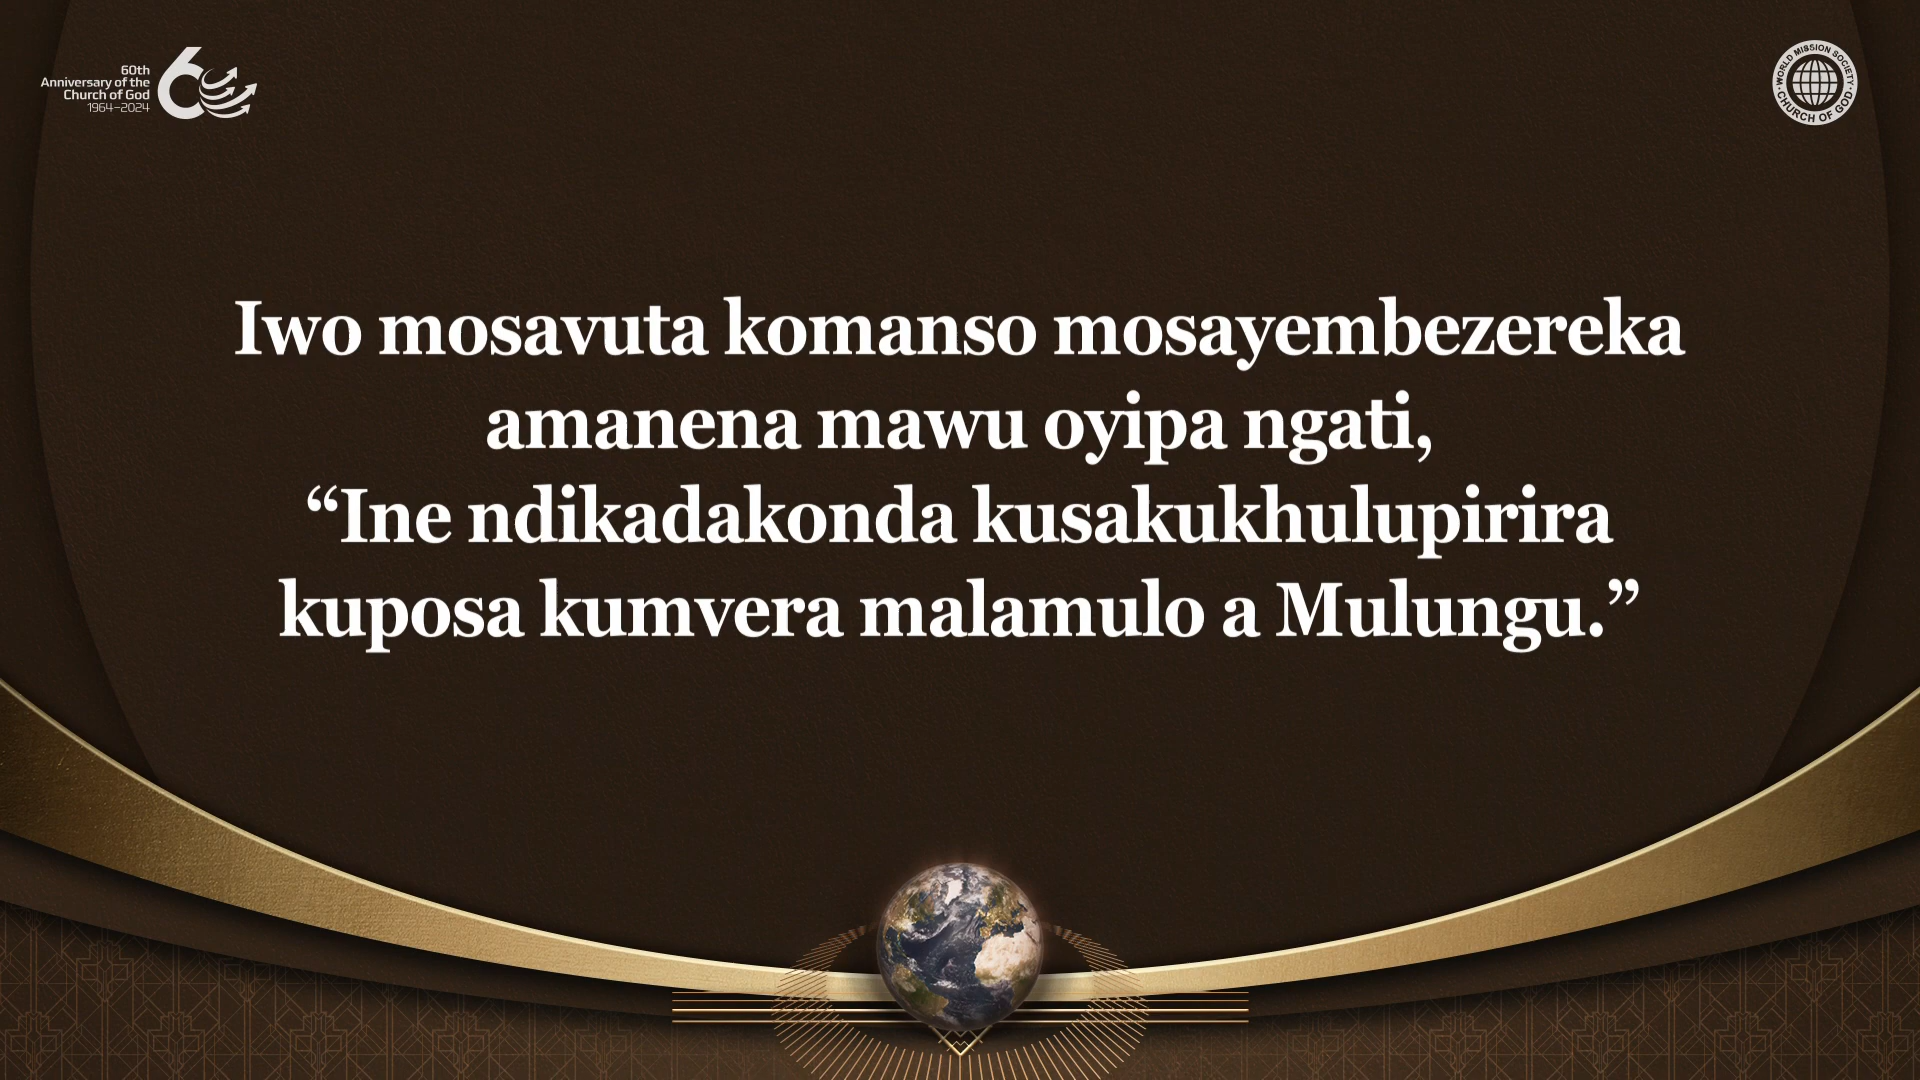 60th
Anniversary of the
Church of God
1964–2024
WORLD MISSION SOCIETY
CHURCH OF GOD
Iwo mosavuta komanso mosayembezereka
amanena mawu oyipa ngati,
“Ine ndikadakonda kusakukhulupirira
kuposa kumvera malamulo a Mulungu.”